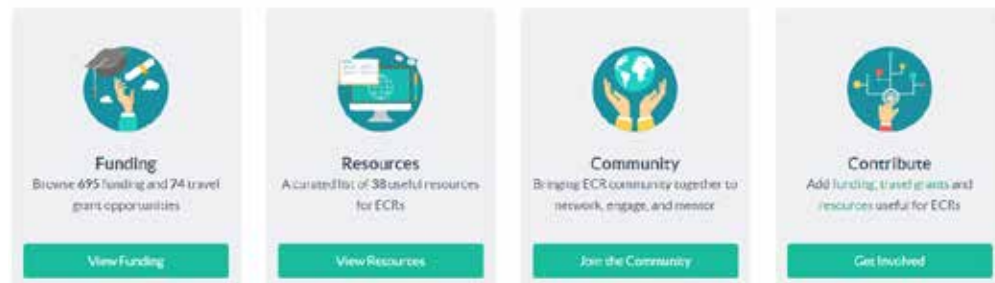 Funding
Browse 695 funding and 74 travel
grant opportunities
View Funding
Resources
A curated list of 38 useful resources
for ECRs
View Resources
Community
Bringing ECR community together to
network, engage, and mentor
Join the Community
Contribute
Add funding, travel grants and
resources useful for ECRs
Get Involved